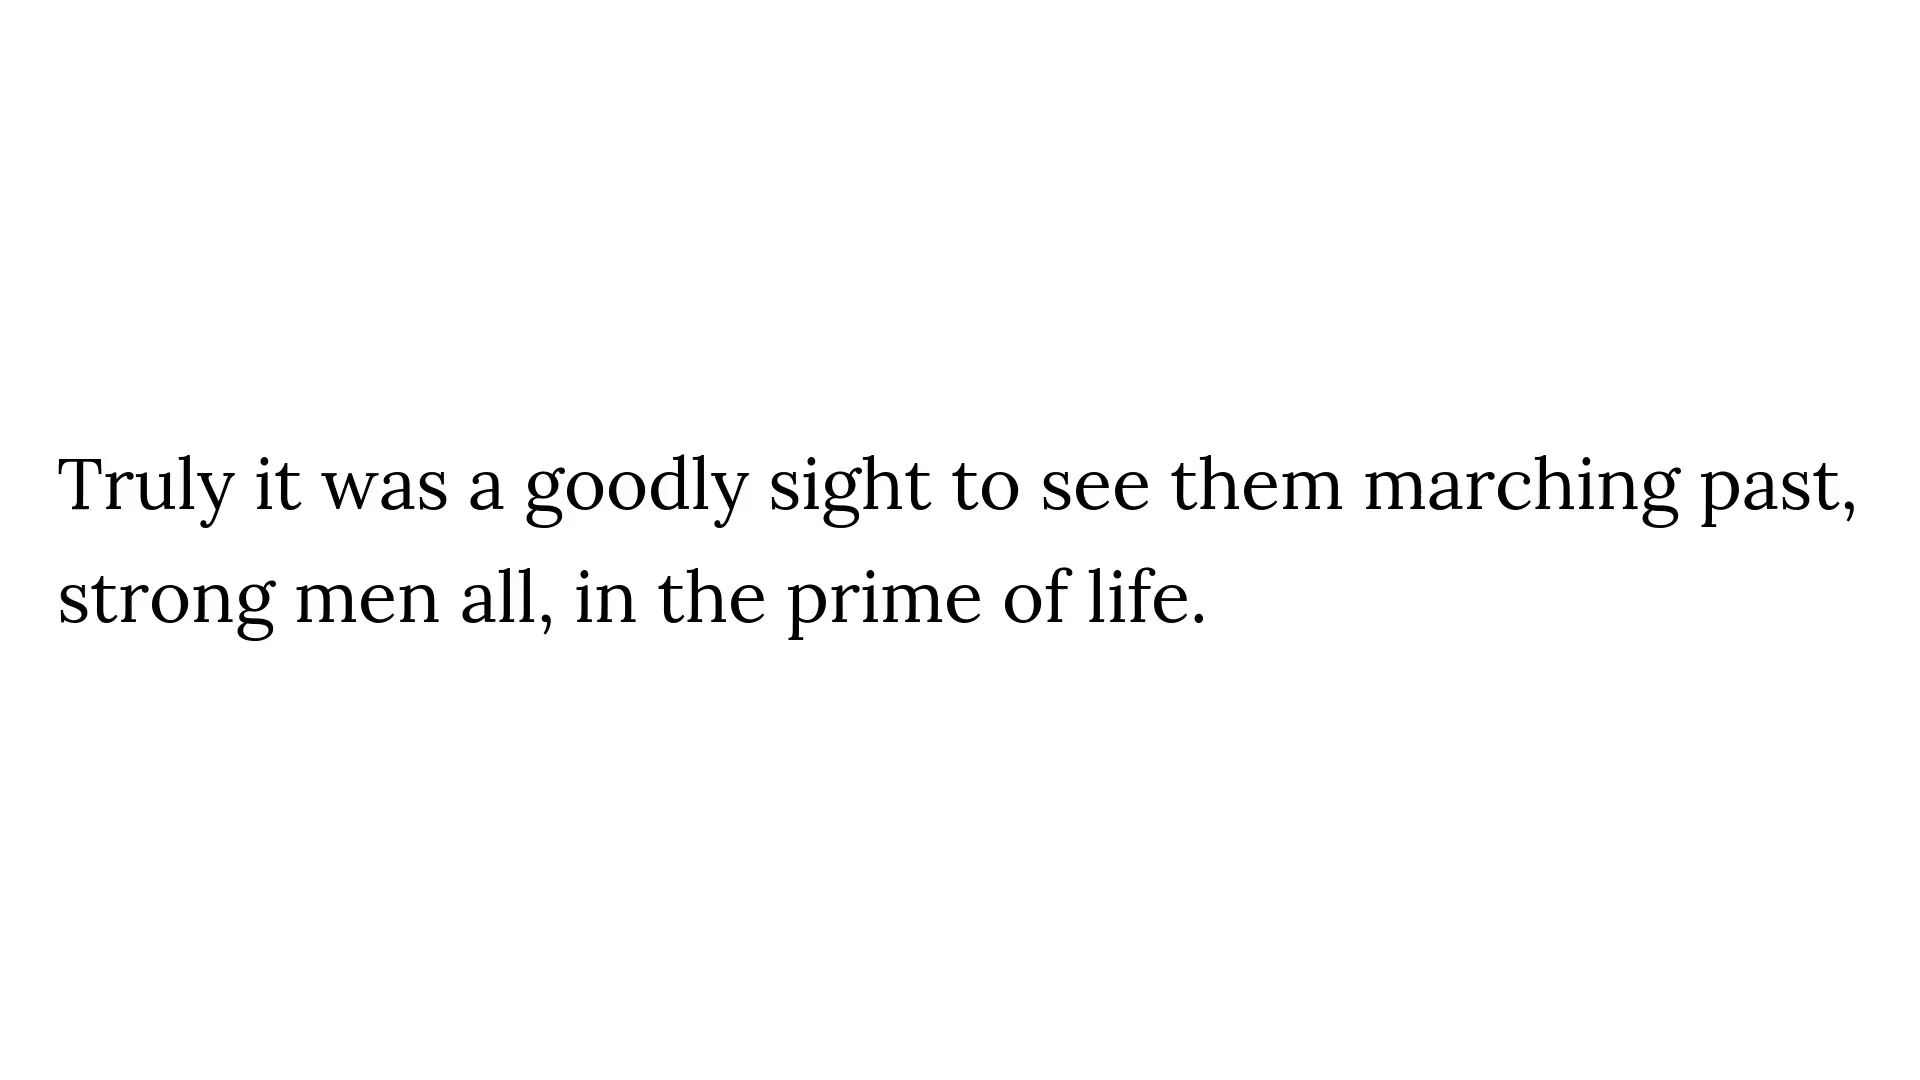 Truly it was a goodly sight to see them marching past,
strong men all, in the prime of life.